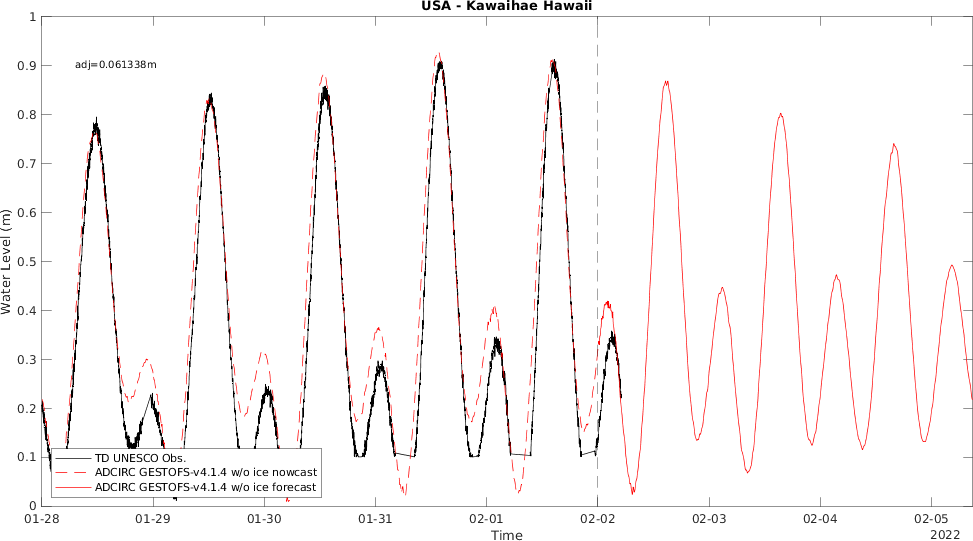 USA - Kawaihae Hawaii
1
0.9
0.8
0.7
0.6
0.5
0.4
0.3
0.2
0.1
0
Water Level (m)
adj=0.061338m
TD UNESCO Obs.
ADCIRC GESTOFS-v4.1.4 w/o ice nowcast
ADCIRC GESTOFS-v4.1.4 w/o ice forecast
01-28 01-29 01-30 01-31 02-01 02-02 02-03 02-04 02-05
Time
2022